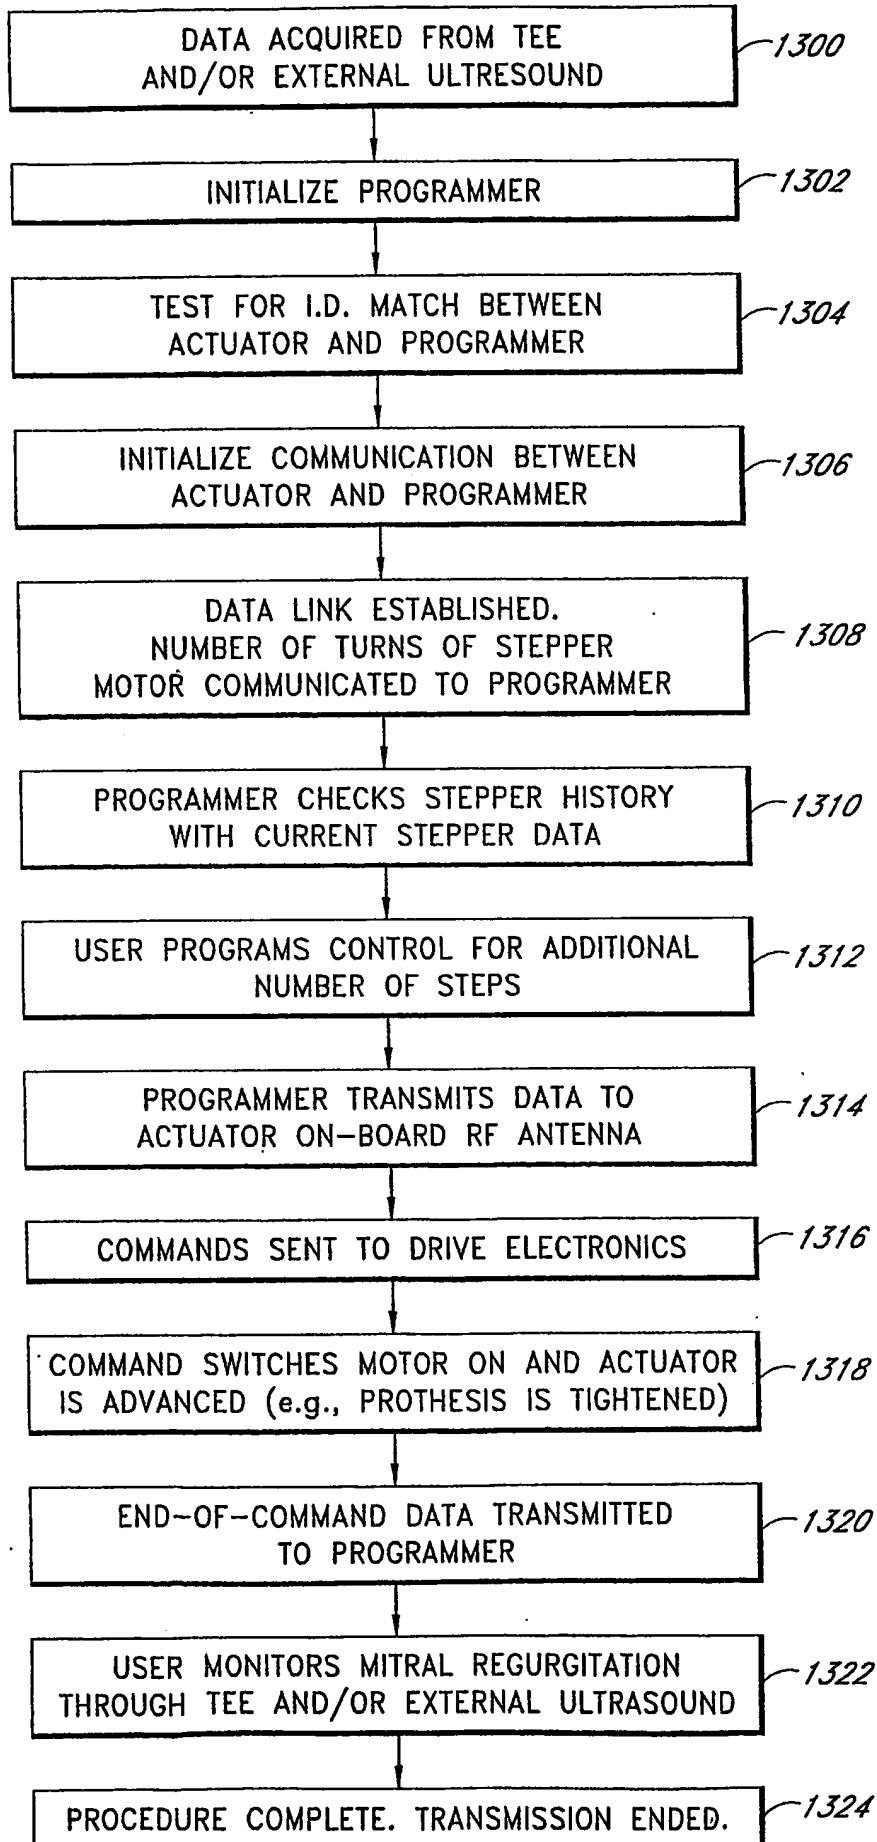 DATA ACQUIRED FROM TEE
AND/OR EXTERNAL ULTRESOUND
1300
INITIALIZE PROGRAMMER
1302
TEST FOR I.D. MATCH BETWEEN
ACTUATOR AND PROGRAMMER
1304
INITIALIZE COMMUNICATION BETWEEN
ACTUATOR AND PROGRAMMER
1306
DATA LINK ESTABLISHED.
NUMBER OF TURNS OF STEPPER
MOTOR COMMUNICATED TO PROGRAMMER
1308
PROGRAMMER CHECKS STEPPER HISTORY
WITH CURRENT STEPPER DATA
1310
USER PROGRAMS CONTROL FOR ADDITIONAL
NUMBER OF STEPS
1312
PROGRAMMER TRANSMITS DATA TO
ACTUATOR ON-BOARD RF ANTENNA
1314
COMMANDS SENT TO DRIVE ELECTRONICS
1316
COMMAND SWITCHES MOTOR ON AND ACTUATOR
IS ADVANCED (e.g., PROTHESIS IS TIGHTENED)
1318
END-OF-COMMAND DATA TRANSMITTED
TO PROGRAMMER
1320
USER MONITORS MITRAL REGURGITATION
THROUGH TEE AND/OR EXTERNAL ULTRASOUND
1322
PROCEDURE COMPLETE. TRANSMISSION ENDED.
1324